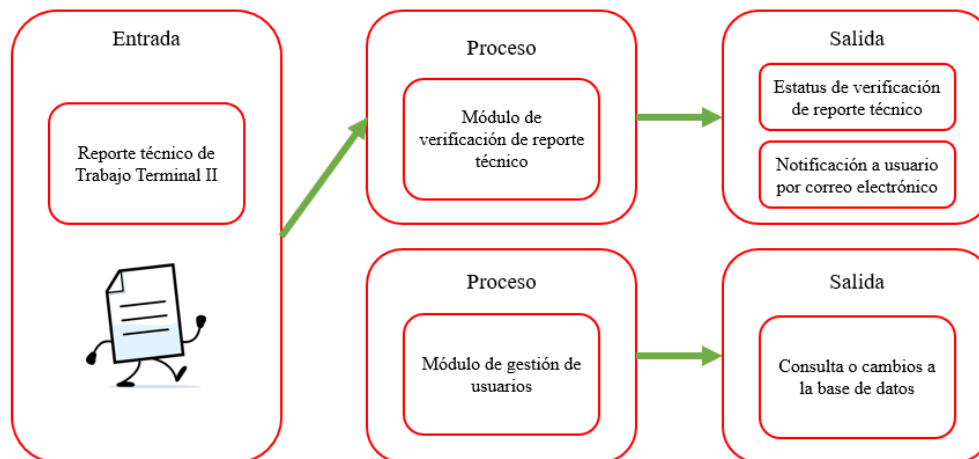 Entrada
Reporte técnico de
Trabajo Terminal II
Proceso
Módulo de
verificación de reporte
técnico
Salida
Estatus de verificación
de reporte técnico
Notificación a usuario
por correo electrónico
Proceso
Módulo de gestión de
usuarios
Salida
Consulta o cambios a
la base de datos